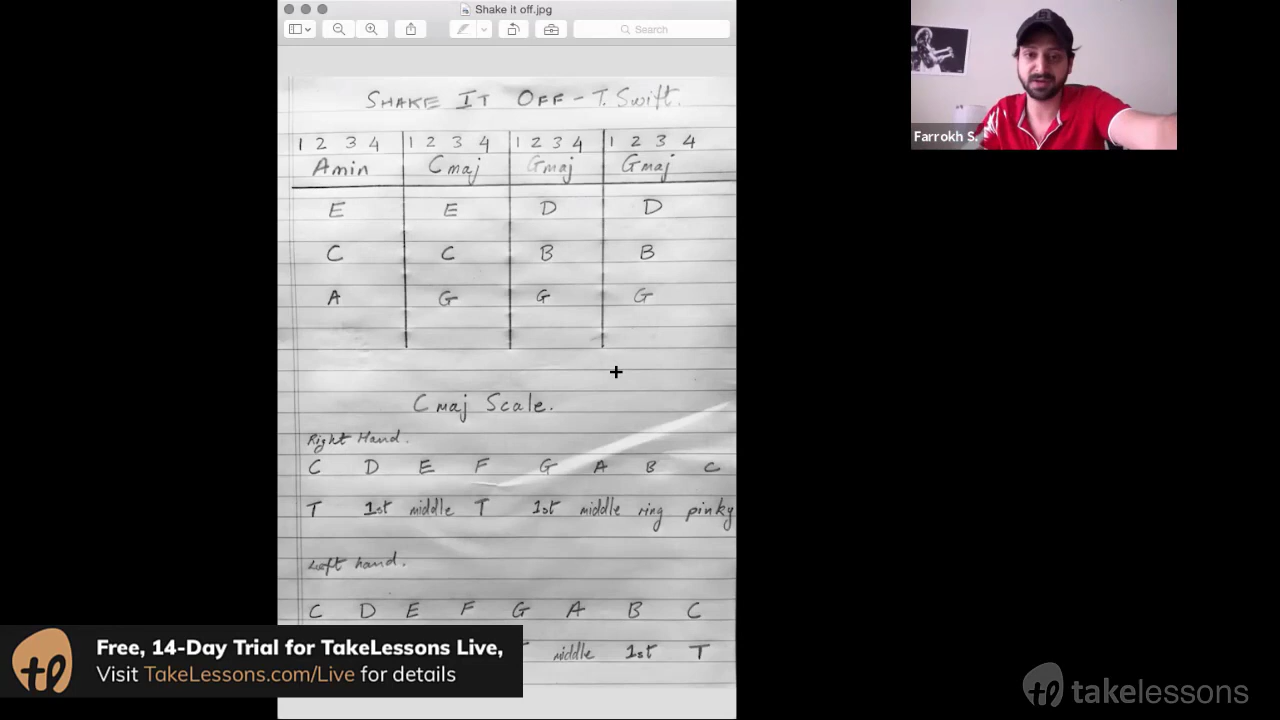 Shake it off.jpg
Search
SHAKE IT OFF - T. Swift.
1 2 3 4 1 2 3 4 1 2 3 4 1 2 3 4
Amin Cmaj Gmaj Gmaj
E E D D
C C B B
A G G G
C maj Scale.
Right Hand.
C D E F G A B C
T 1st middle T 1st middle ring pinky
Left hand.
C D E F G A B C
middle 1st T
Farrokh S.
Free, 14-Day Trial for TakeLessons Live,
Visit TakeLessons.com/Live for details
takelessons